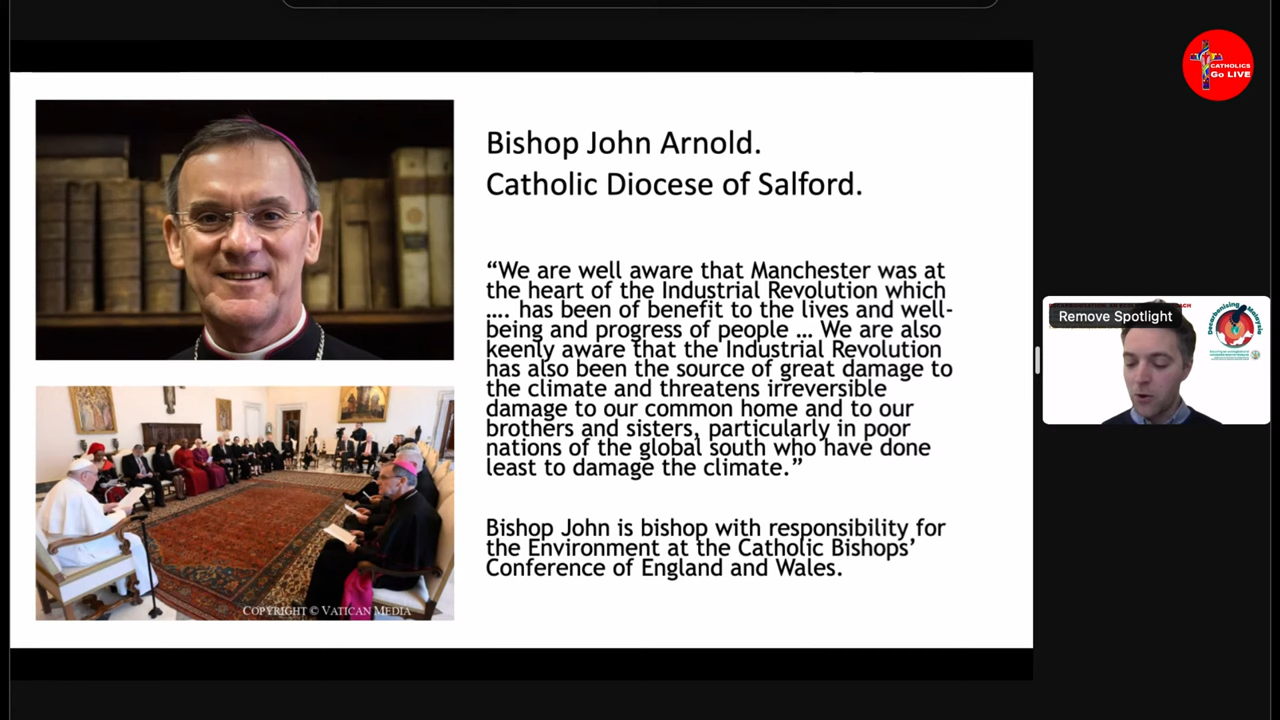 CATHOLICS
Go LIVE
Bishop John Arnold.
Catholic Diocese of Salford.
“We are well aware that Manchester was at
the heart of the Industrial Revolution which
.... has been of benefit to the lives and well-
being and progress of people … We are also
keenly aware that the Industrial Revolution
has also been the source of great damage to
the climate and threatens irreversible
damage to our common home and to our
brothers and sisters, particularly in poor
nations of the global south who have done
least to damage the climate.”
Bishop John is bishop with responsibility for
the Environment at the Catholic Bishops’
Conference of England and Wales.
COPYRIGHT © VATICAN MEDIA
Remove Spotlight
Decarbonising
Malaysia